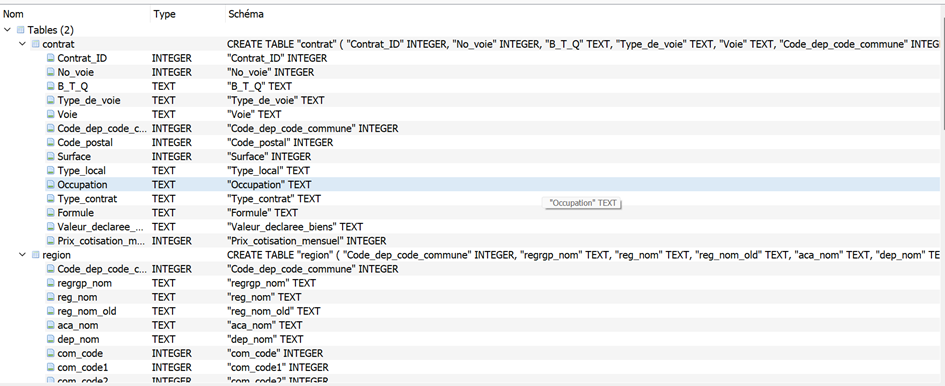 Nom Type Schéma
Tables (2)
contrat CREATE TABLE "contrat" ( "Contrat_ID" INTEGER, "No_voie" INTEGER, "B_T_Q" TEXT, "Type_de_voie" TEXT, "Voie" TEXT, "Code_dep_code_commune" INTEG
Contrat_ID INTEGER "Contrat_ID" INTEGER
No_voie INTEGER "No_voie" INTEGER
B_T_Q TEXT "B_T_Q" TEXT
Type_de_voie TEXT "Type_de_voie" TEXT
Voie TEXT "Voie" TEXT
Code_dep_code_c... INTEGER "Code_dep_code_commune" INTEGER
Code_postal INTEGER "Code_postal" INTEGER
Surface INTEGER "Surface" INTEGER
Type_local TEXT "Type_local" TEXT
Occupation TEXT "Occupation" TEXT
Type_contrat TEXT "Type_contrat" TEXT "Occupation" TEXT
Formule TEXT "Formule" TEXT
Valeur_declaree_... TEXT "Valeur_declaree_biens" TEXT
Prix_cotisation_m... INTEGER "Prix_cotisation_mensuel" INTEGER
region CREATE TABLE "region" ( "Code_dep_code_commune" INTEGER, "regrgp_nom" TEXT, "reg_nom" TEXT, "reg_nom_old" TEXT, "aca_nom" TEXT, "dep_nom" TE
Code_dep_code_c... INTEGER "Code_dep_code_commune" INTEGER
regrgp_nom TEXT "regrgp_nom" TEXT
reg_nom TEXT "reg_nom" TEXT
reg_nom_old TEXT "reg_nom_old" TEXT
aca_nom TEXT "aca_nom" TEXT
dep_nom TEXT "dep_nom" TEXT
com_code INTEGER "com_code" INTEGER
com_code1 INTEGER "com_code1" INTEGER
com_code2 INTEGER "com_code2" INTEGER